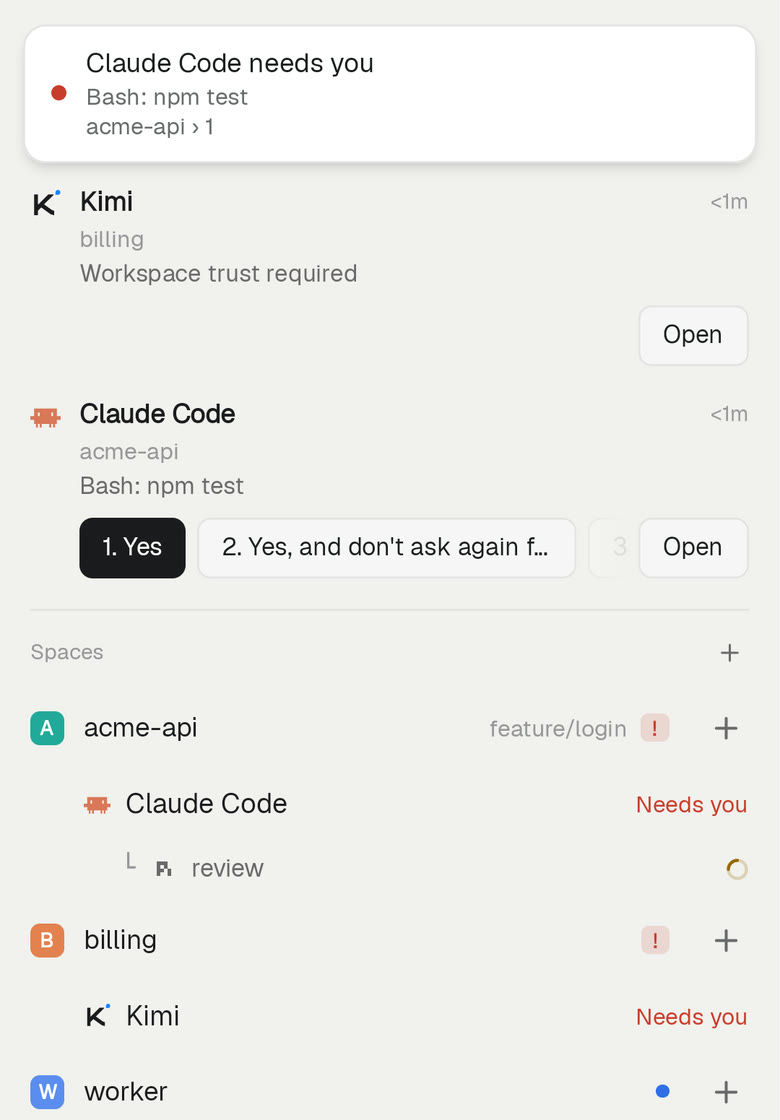 Claude Code needs you
Bash: npm test
acme-api › 1
Kimi <1m
billing
Workspace trust required
Open
Claude Code <1m
acme-api
Bash: npm test
1. Yes 2. Yes, and don't ask again f... 3 Open
Spaces
A acme-api feature/login !
Claude Code Needs you
review
B billing !
Kimi Needs you
W worker